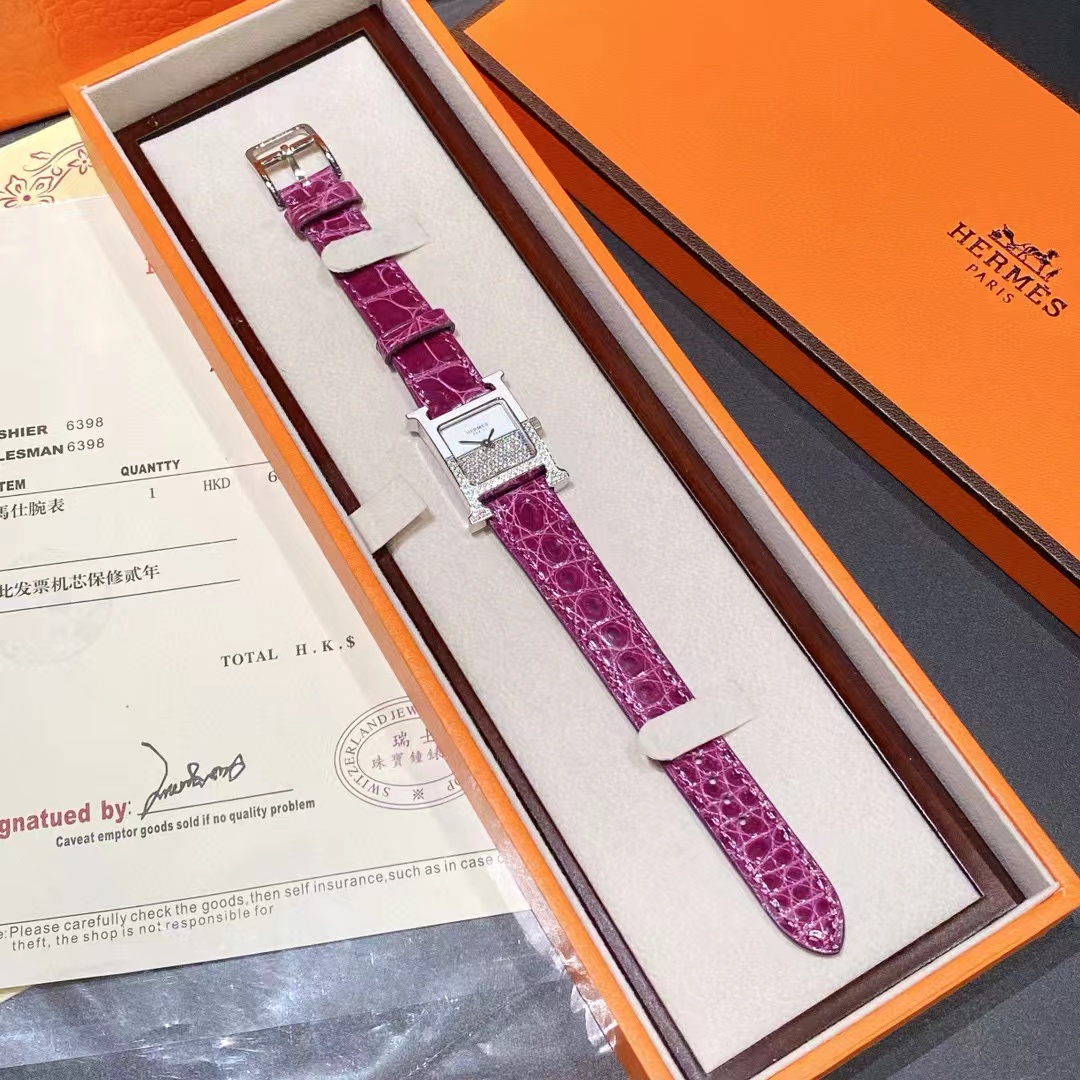 HERMÈS
PARIS
HERMES
PARIS
SHIER 6398
LESMAN 6398
TEM QUANTTY
1 HKD 6
馬仕腕表
此发票机芯保修贰年
TOTAL H.K.$
SWITZERLAND JEW
瑞士
珠寶鐘錶
gnatued by:
Caveat emptor goods sold if no quality problem
e:Please carefully check the goods,then self insurance,such as in case
theft, the shop is not responsible for